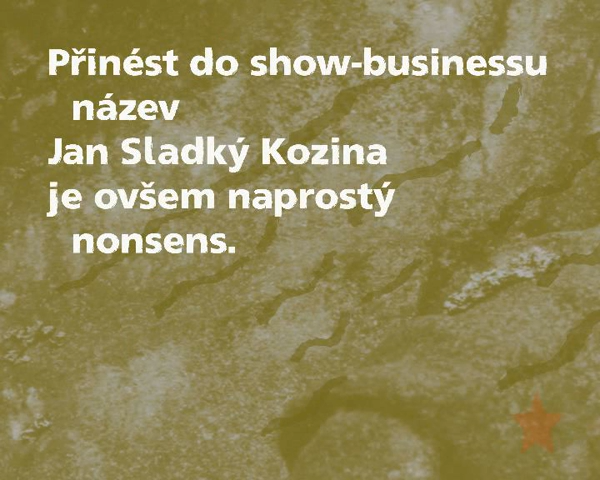 Přinést do show-businessu
název
Jan Sladký Kozina
je ovšem naprostý
nonsens.